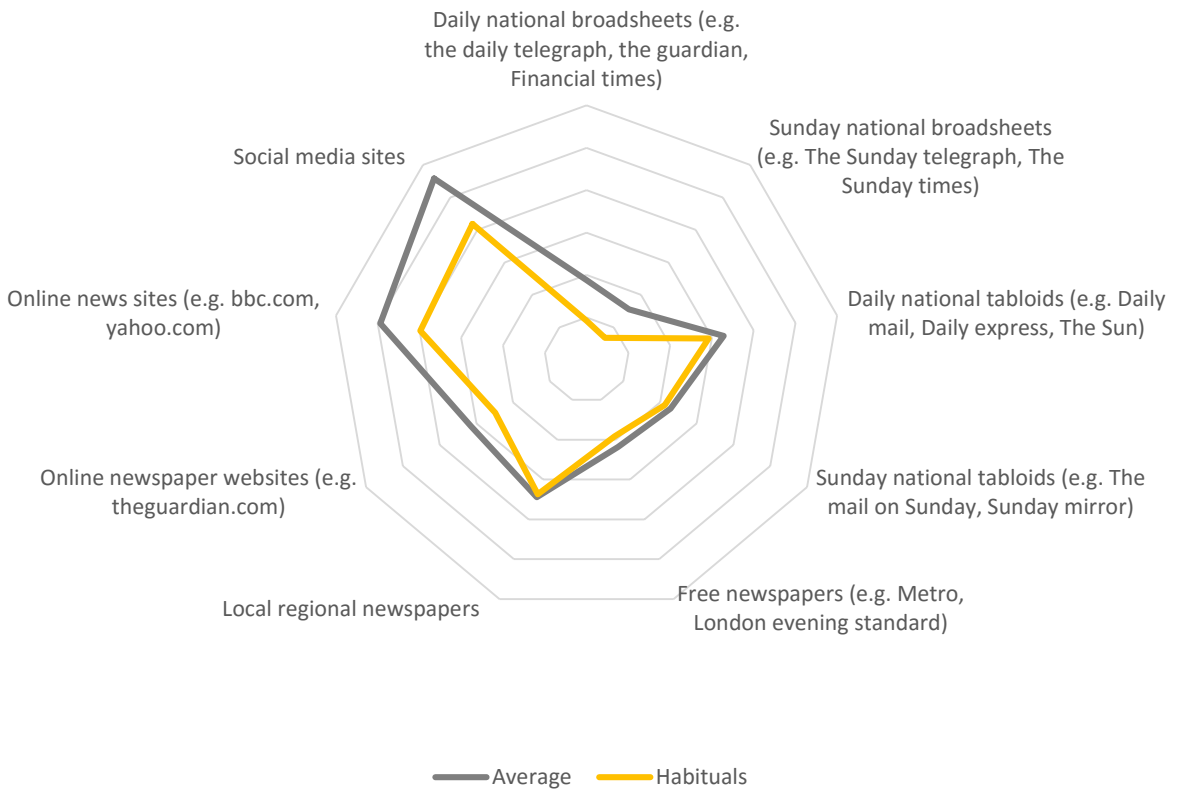 Daily national broadsheets (e.g.
the daily telegraph, the guardian,
Financial times)
Sunday national broadsheets
(e.g. The Sunday telegraph, The
Sunday times)
Daily national tabloids (e.g. Daily
mail, Daily express, The Sun)
Sunday national tabloids (e.g. The
mail on Sunday, Sunday mirror)
Free newspapers (e.g. Metro,
London evening standard)
Local regional newspapers
Online newspaper websites (e.g.
theguardian.com)
Online news sites (e.g. bbc.com,
yahoo.com)
Social media sites
Average
Habituals